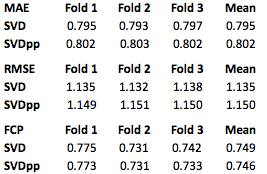 MAE Fold 1 Fold 2 Fold 3 Mean
SVD 0.795 0.793 0.797 0.795
SVDpp 0.802 0.803 0.802 0.802
RMSE Fold 1 Fold 2 Fold 3 Mean
SVD 1.135 1.132 1.138 1.135
SVDpp 1.149 1.151 1.150 1.150
FCP Fold 1 Fold 2 Fold 3 Mean
SVD 0.775 0.731 0.742 0.749
SVDpp 0.773 0.731 0.733 0.746